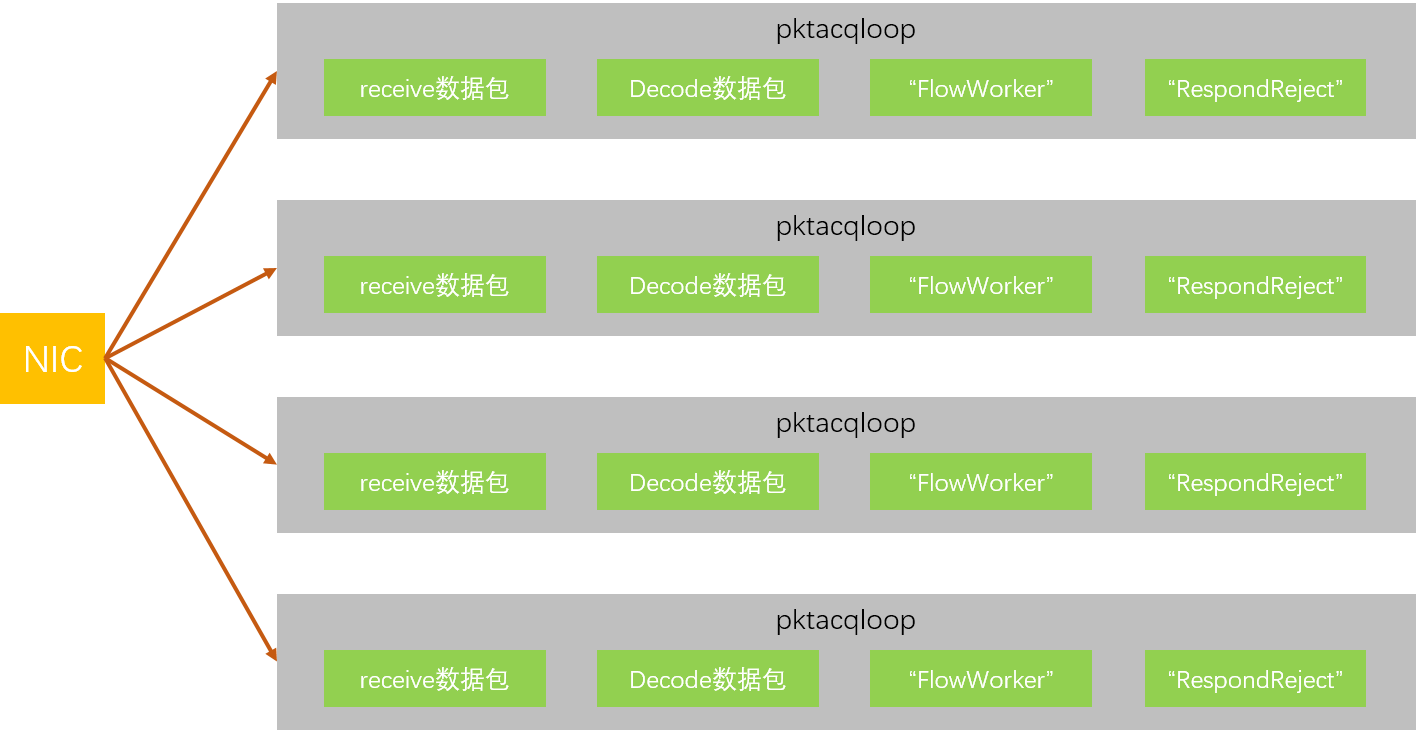 pktacqloop
receive数据包
Decode数据包
“FlowWorker”
“RespondReject”
pktacqloop
receive数据包
Decode数据包
“FlowWorker”
“RespondReject”
NIC
pktacqloop
receive数据包
Decode数据包
“FlowWorker”
“RespondReject”
pktacqloop
receive数据包
Decode数据包
“FlowWorker”
“RespondReject”